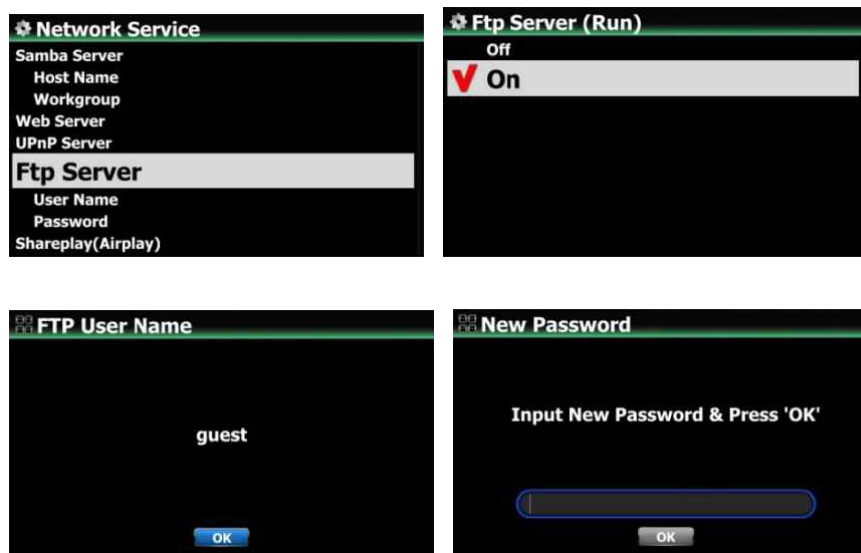 Network Service
Samba Server
Host Name
Workgroup
Web Server
UPnP Server
Ftp Server
User Name
Password
Shareplay(Airplay)
Ftp Server (Run)
Off
On
FTP User Name
guest
OK
New Password
Input New Password & Press 'OK'
OK